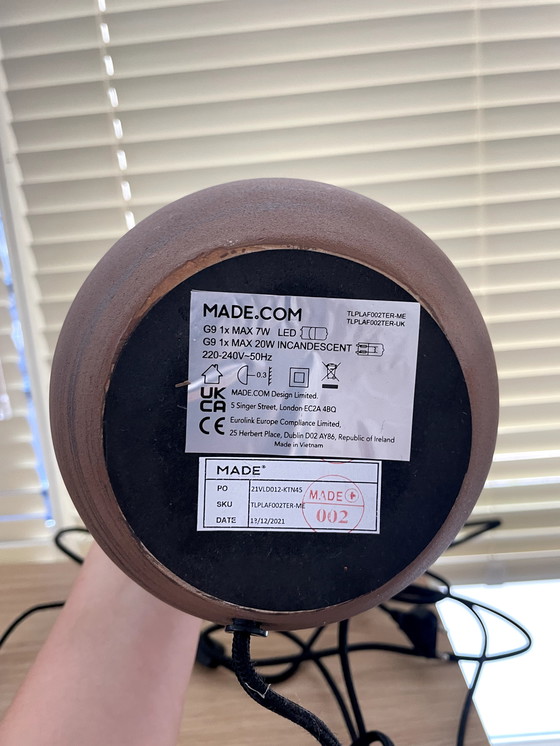 MADE.COM
TLPLAF002TER-ME
TLPLAF002TER-UK
G9 1x MAX 7W LED
G9 1x MAX 20W INCANDESCENT
220-240V~50Hz
0.3
UK
CA
MADE.COM Design Limited.
5 Singer Street, London EC2A 4BQ
CE
Eurolink Europe Compliance Limited,
25 Herbert Place, Dublin D02 AY86, Republic of Ireland
Made in Vietnam
MADE
PO 21VLD012-KTN45
SKU TLPLAF002TER-ME
DATE
MADE
002